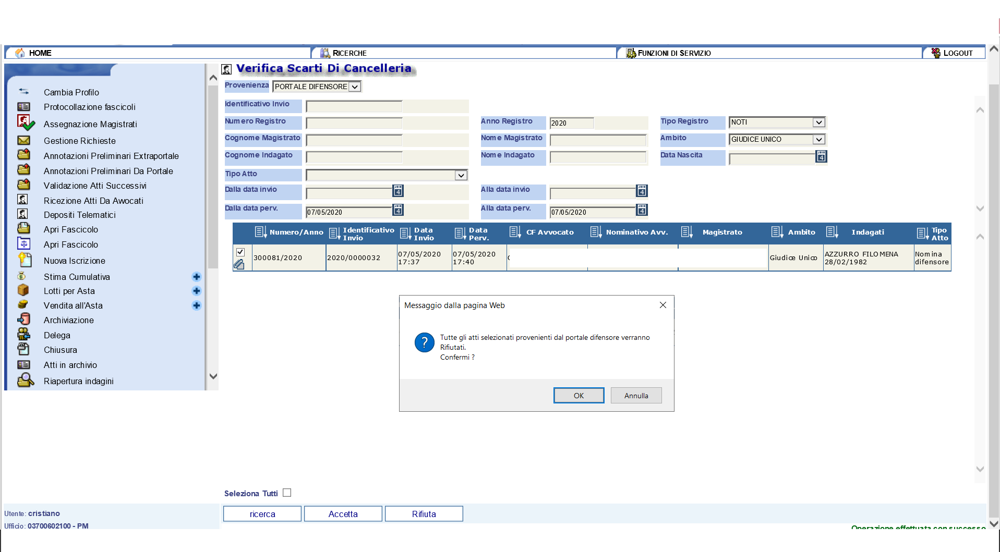 HOME
RICERCHE
FUNZIONI DI SERVIZIO
LOGOUT
Verifica Scarti Di Cancelleria
Provenienza PORTALE DIFENSORE
Identificativo Invio
Numero Registro
Anno Registro 2020
Tipo Registro NOTI
Cognome Magistrato
Nome Magistrato
Ambito GIUDICE UNICO
Cognome Indagato
Nome Indagato
Data Nascita
Tipo Atto
Dalla data invio
Alla data invio
Dalla data perv. 07/05/2020
Alla data perv. 07/05/2020
Cambia Profilo
Protocollazione fascicoli
Assegnazione Magistrati
Gestione Richieste
Annotazioni Preliminari Extraportale
Annotazioni Preliminari Da Portale
Validazione Atti Successivi
Ricezione Atti Da Avvocati
Depositi Telematici
Apri Fascicolo
Apri Fascicolo
Nuova Iscrizione
Stima Cumulativa
Lotti per Asta
Vendita all'Asta
Archiviazione
Delega
Chiusura
Atti in archivio
Riapertura indagini
Numero/Anno
Identificativo
Invio
Data
Invio
Data
Perv.
CF Avvocato
Nominativo Avv.
Magistrato
Ambito
Indagati
Tipo
Atto
300081/2020
2020/0000032
07/05/2020
17:37
07/05/2020
17:40
Giudice Unico
AZZURRO FILOMENA
28/02/1982
Nomina
difensore
Messaggio dalla pagina Web
Tutte gli atti selezionati provenienti dal portale difensore verranno
Rifiutati.
Confermi ?
OK
Annulla
Seleziona Tutti
ricerca
Accetta
Rifiuta
Utente: cristiano
Ufficio: 03700602100 - PM
Operazione effettuata con successo